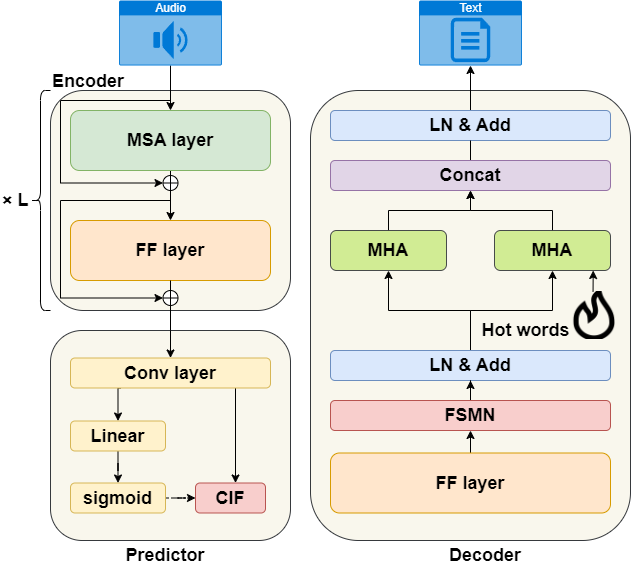 Audio
Encoder
MSA layer
× L
FF layer
Conv layer
Linear
sigmoid
CIF
Predictor
Text
LN & Add
Concat
MHA
MHA
Hot words
LN & Add
FSMN
FF layer
Decoder